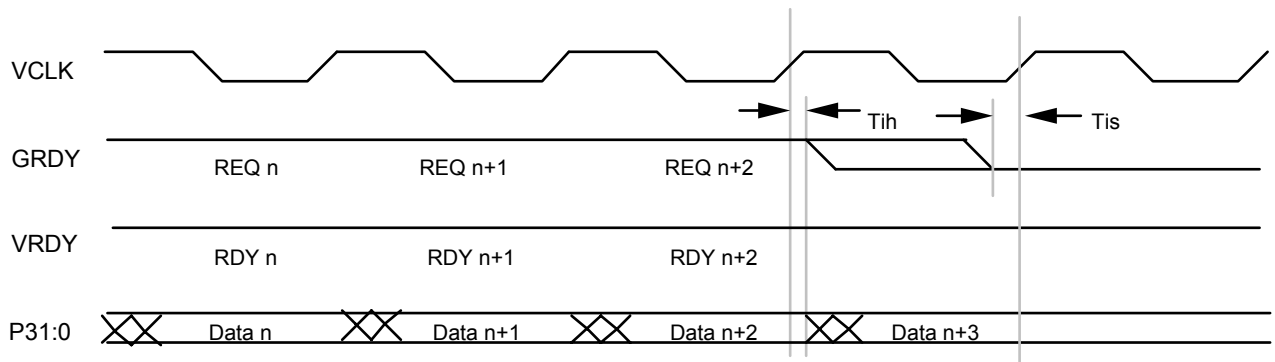 VCLK
Tih
Tis
GRDY
REQ n
REQ n+1
REQ n+2
VRDY
RDY n
RDY n+1
RDY n+2
P31:0
Data n
Data n+1
Data n+2
Data n+3